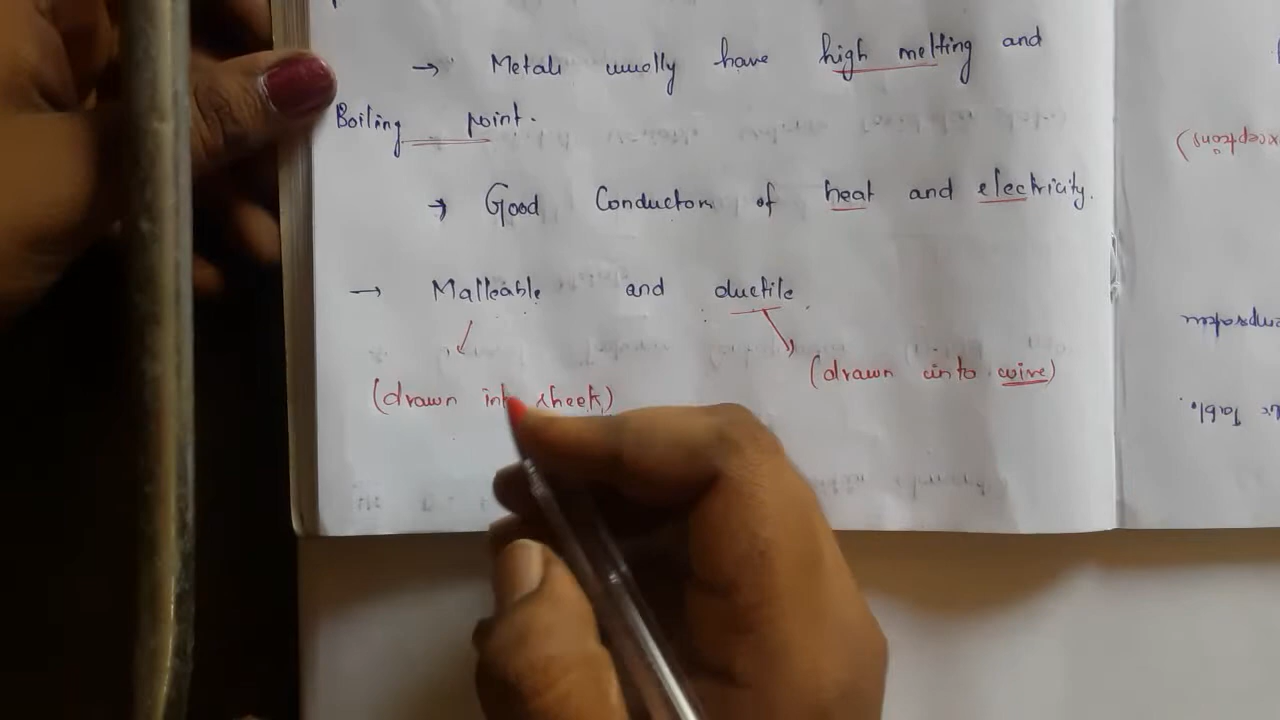 → Metals usually have high melting and
Boiling point.
→ Good Conductors of heat and electricity.
→ Malleable and ductile.
(drawn into wire)
(drawn into sheets)